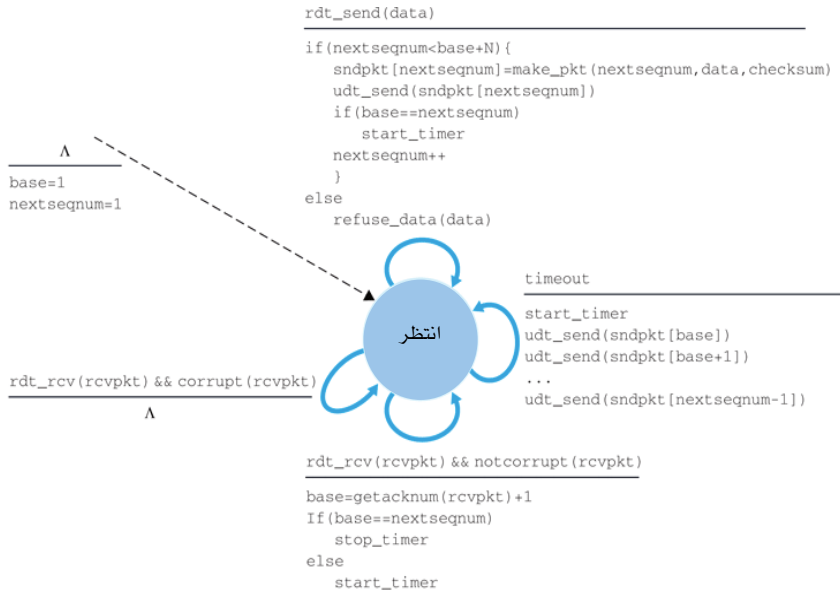 rdt_send(data)
if(nextseqnum<base+N){
sndpkt[nextseqnum]=make_pkt(nextseqnum,data,checksum)
udt_send(sndpkt[nextseqnum])
if(base==nextseqnum)
start_timer
nextseqnum++
}
else
refuse_data(data)
Λ
base=1
nextseqnum=1
انتظر
timeout
start_timer
udt_send(sndpkt[base])
udt_send(sndpkt[base+1])
...
udt_send(sndpkt[nextseqnum-1])
rdt_rcv(rcvpkt) && corrupt(rcvpkt)
Λ
rdt_rcv(rcvpkt) && notcorrupt(rcvpkt)
base=getacknum(rcvpkt)+1
If(base==nextseqnum)
stop_timer
else
start_timer